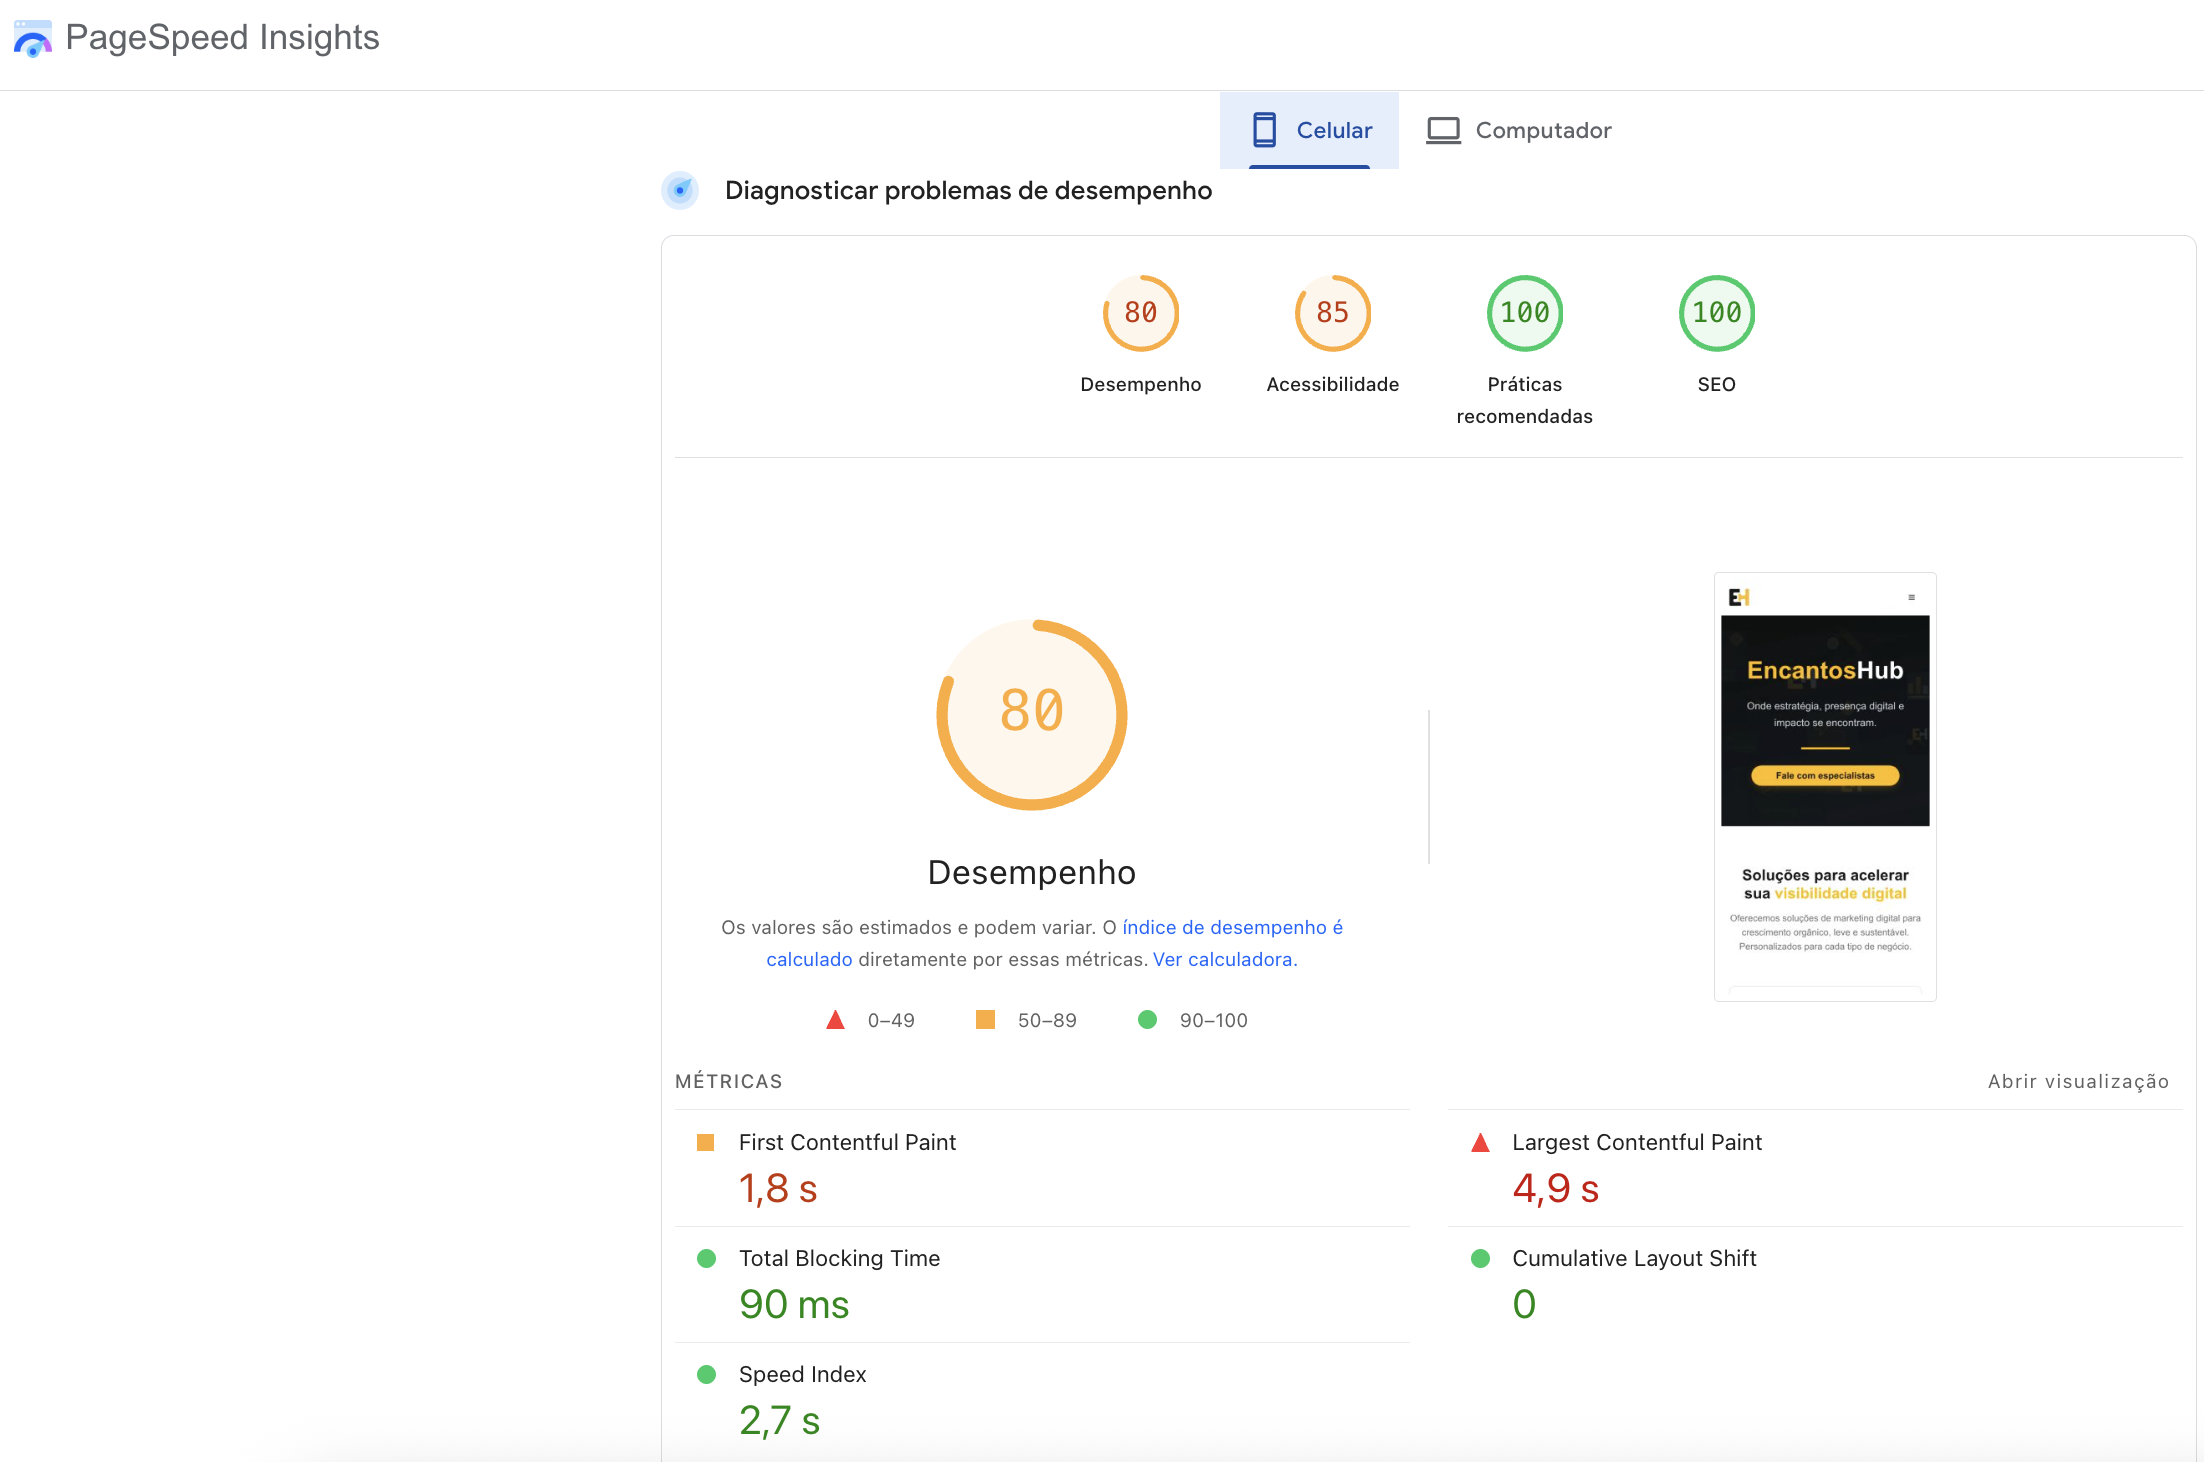 PageSpeed Insights
Celular
Computador
Diagnosticar problemas de desempenho
80
85
100
100
Desempenho
Acessibilidade
Práticas
recomendadas
SEO
80
Desempenho
Os valores são estimados e podem variar. O índice de desempenho é
calculado diretamente por essas métricas. Ver calculadora.
0–49
50–89
90–100
EH
EncantosHub
Onde estratégia, presença digital e
impacto se encontram.
Fale com especialistas
Soluções para acelerar
sua visibilidade digital
Oferecemos soluções de marketing digital para
crescimento orgânico, leve e sustentável.
Personalizados para cada tipo de negócio.
MÉTRICAS
Abrir visualização
First Contentful Paint
1,8 s
Largest Contentful Paint
4,9 s
Total Blocking Time
90 ms
Cumulative Layout Shift
0
Speed Index
2,7 s